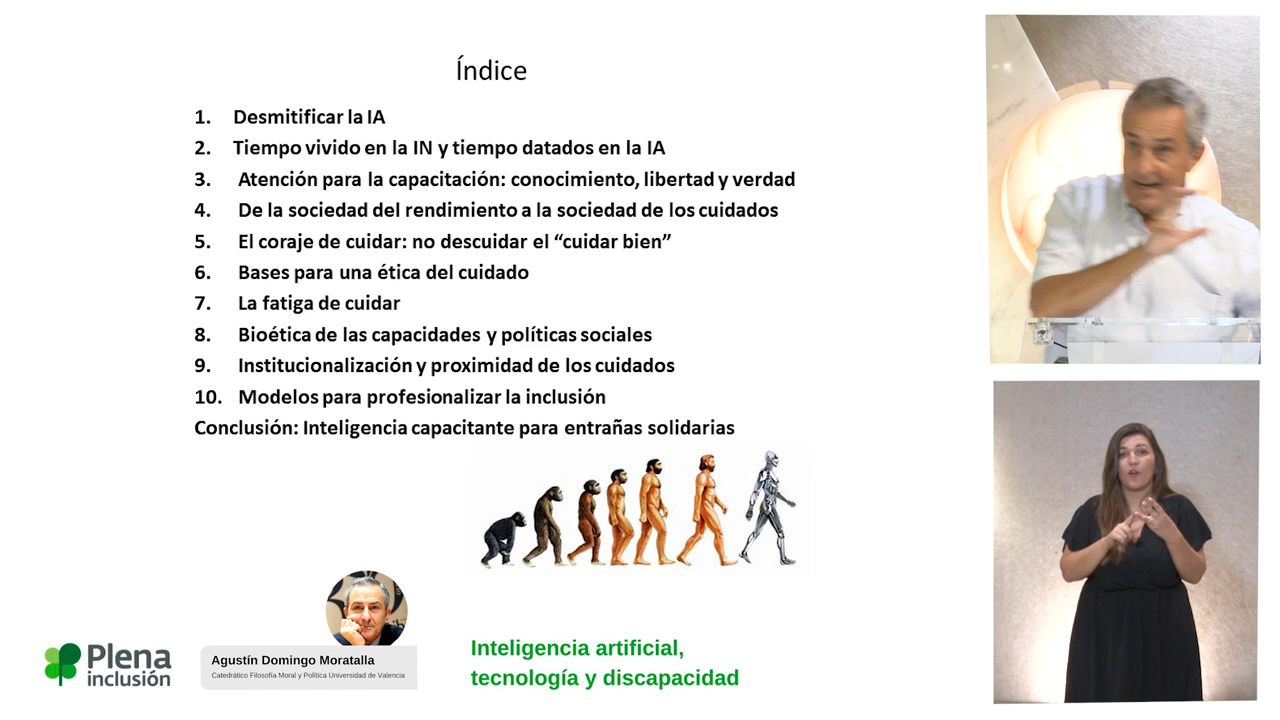 Índice
1. Desmitificar la IA
2. Tiempo vivido en la IN y tiempo datados en la IA
3. Atención para la capacitación: conocimiento, libertad y verdad
4. De la sociedad del rendimiento a la sociedad de los cuidados
5. El coraje de cuidar: no descuidar el “cuidar bien”
6. Bases para una ética del cuidado
7. La fatiga de cuidar
8. Bioética de las capacidades y políticas sociales
9. Institucionalización y proximidad de los cuidados
10. Modelos para profesionalizar la inclusión
Conclusión: Inteligencia capacitante para entrañas solidarias
Plena
inclusión
Agustín Domingo Moratalla
Catedrático Filosofía Moral y Política Universidad de Valencia
Inteligencia artificial,
tecnología y discapacidad